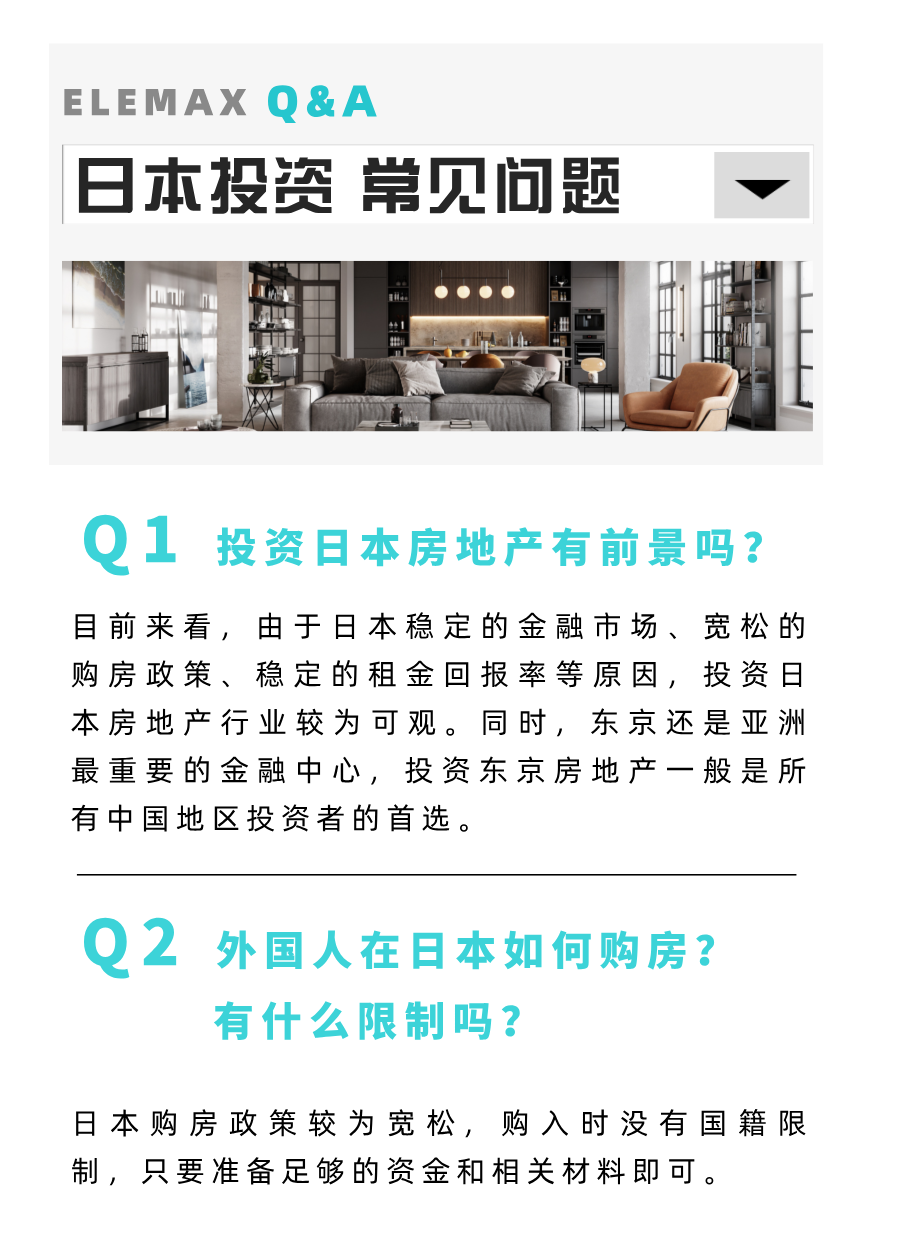 ELEMAX Q&A
日本投资 常见问题
Q1 投资日本房地产有前景吗?
目前来看，由于日本稳定的金融市场、宽松的
购房政策、稳定的租金回报率等原因，投资日
本房地产行业较为可观。同时，东京还是亚洲
最重要的金融中心，投资东京房地产一般是所
有中国地区投资者的首选。
Q2 外国人在日本如何购房?
有什么限制吗?
日本购房政策较为宽松，购入时没有国籍限
制，只要准备足够的资金和相关材料即可。